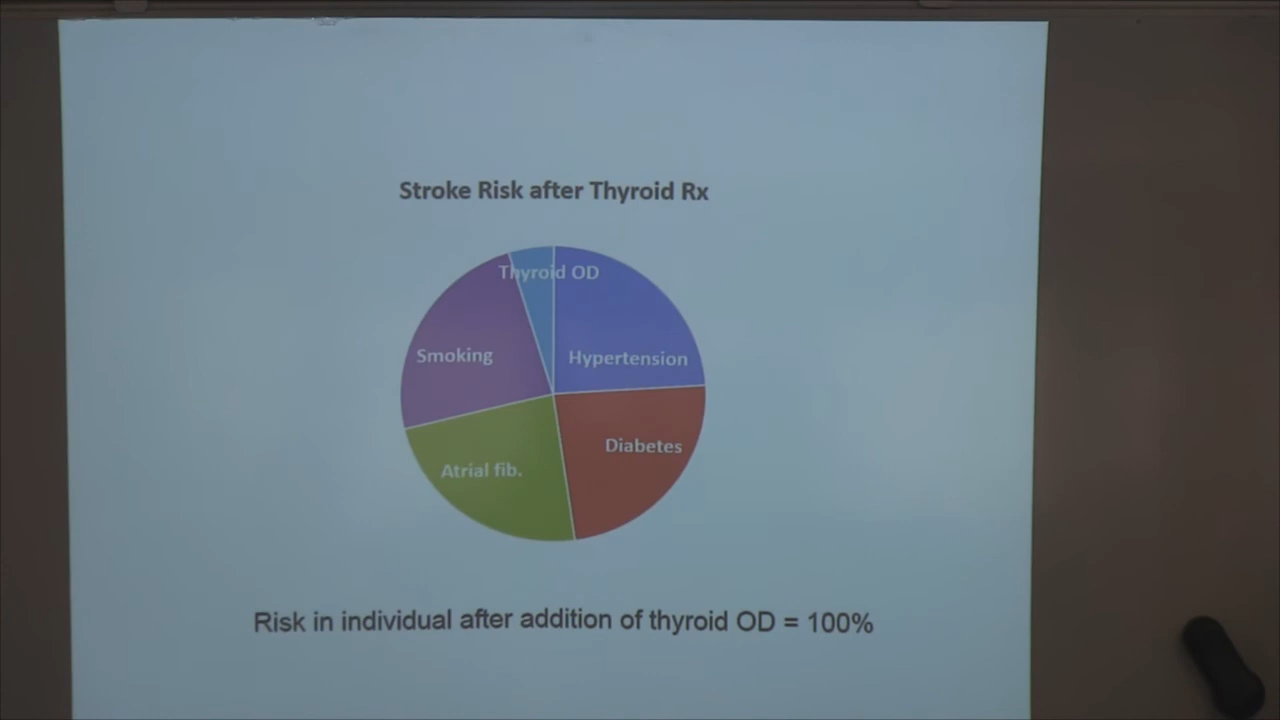 Stroke Risk after Thyroid Rx
Thyroid OD
Smoking
Hypertension
Diabetes
Atrial fib.
Risk in individual after addition of thyroid OD = 100%